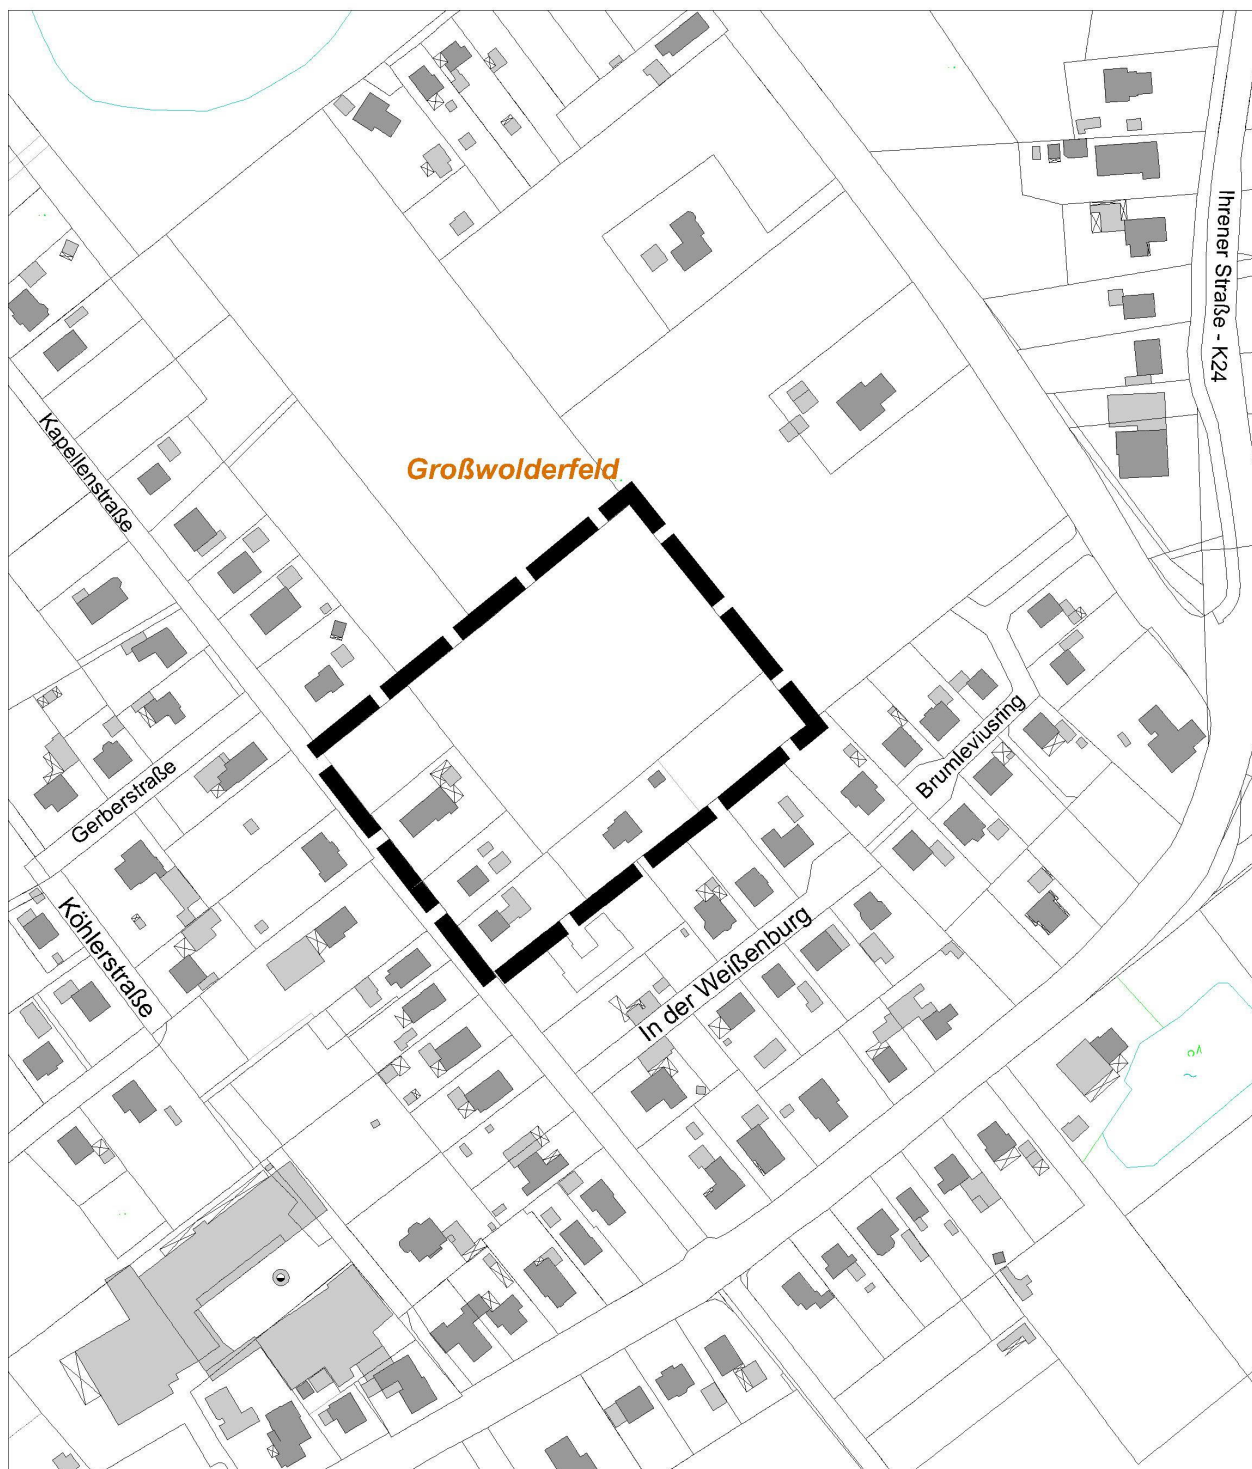 Ihrener Straße - K24
Kapellenstraße
Großwolderfeld
Gerberstraße
Brumleviusring
Köhlerstraße
In der Weißenburg